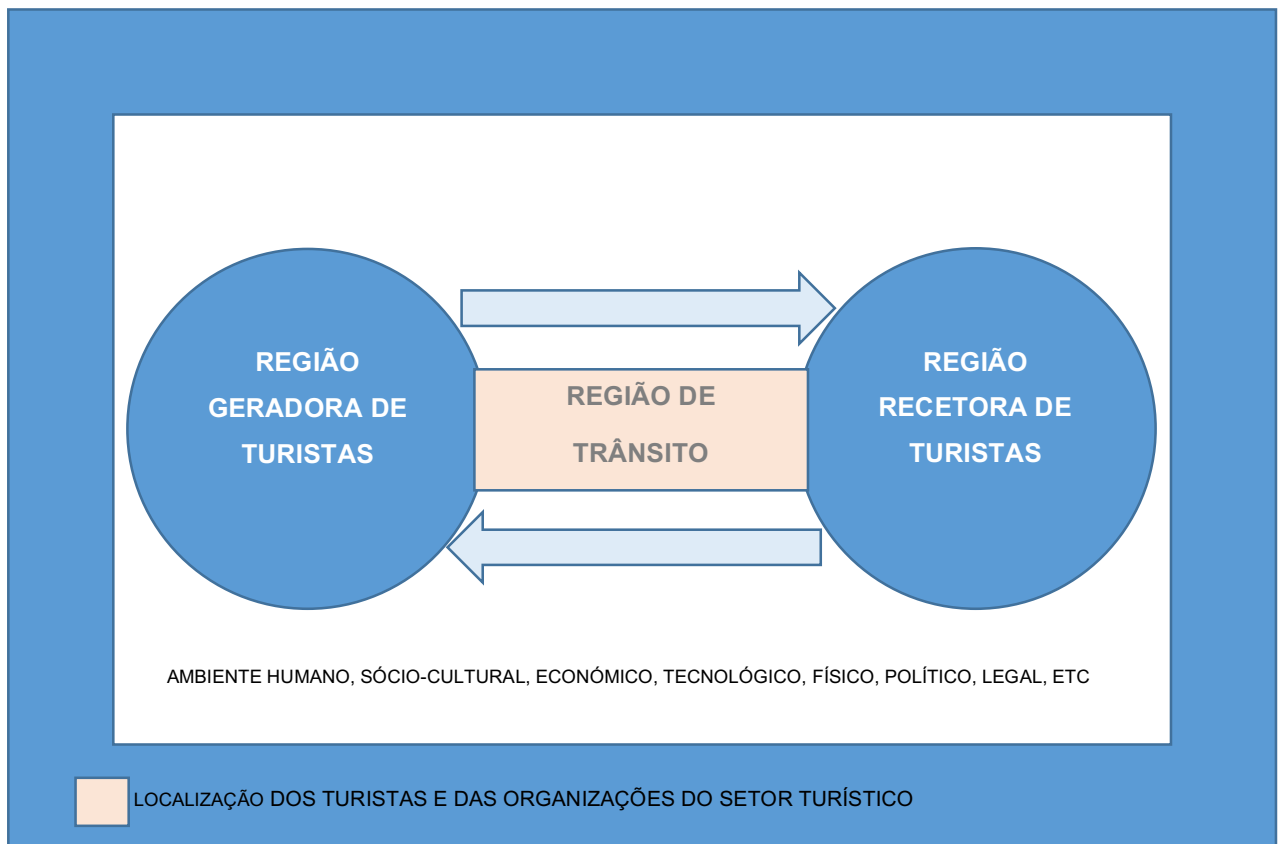 REGIÃO
GERADORA DE
TURISTAS
REGIÃO DE
TRÂNSITO
REGIÃO
RECETORA DE
TURISTAS
AMBIENTE HUMANO, SÓCIO-CULTURAL, ECONÓMICO, TECNOLÓGICO, FÍSICO, POLÍTICO, LEGAL, ETC
LOCALIZAÇÃO DOS TURISTAS E DAS ORGANIZAÇÕES DO SETOR TURÍSTICO